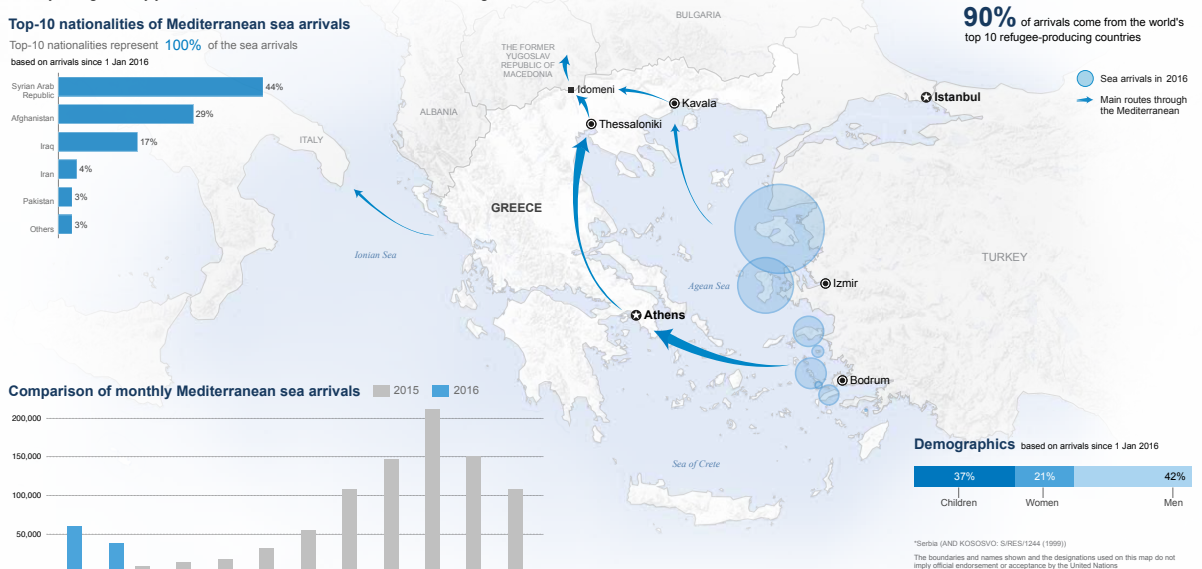 Top-10 nationalities of Mediterranean sea arrivals
Top-10 nationalities represent 100% of the sea arrivals
based on arrivals since 1 Jan 2016
Syrian Arab
Republic
44%
Afghanistan
29%
Iraq
17%
Iran
4%
Pakistan
3%
Others
3%
BULGARIA
THE FORMER
YUGOSLAV
REPUBLIC OF
MACEDONIA
Idomeni
Kavala
Thessaloniki
ALBANIA
ITALY
GREECE
Ionian Sea
Agean Sea
Athens
Istanbul
TURKEY
Izmir
Bodrum
Sea of Crete
90% of arrivals come from the world's
top 10 refugee-producing countries
Sea arrivals in 2016
Main routes through
the Mediterranean
Comparison of monthly Mediterranean sea arrivals 2015 2016
200,000
150,000
100,000
50,000
Demographics based on arrivals since 1 Jan 2016
37% 21% 42%
Children Women Men
*Serbia (AND KOSOSVO: S/RES/1244 (1999))
The boundaries and names shown and the designations used on this map do not
imply official endorsement or acceptance by the United Nations